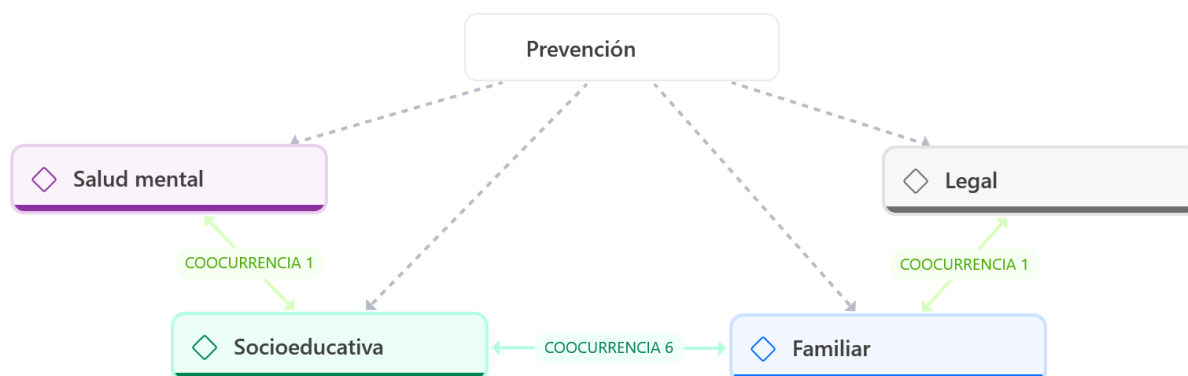 Prevención
Salud mental
Legal
COOCURRENCIA 1
COOCURRENCIA 1
Socioeducativa
COOCURRENCIA 6
Familiar